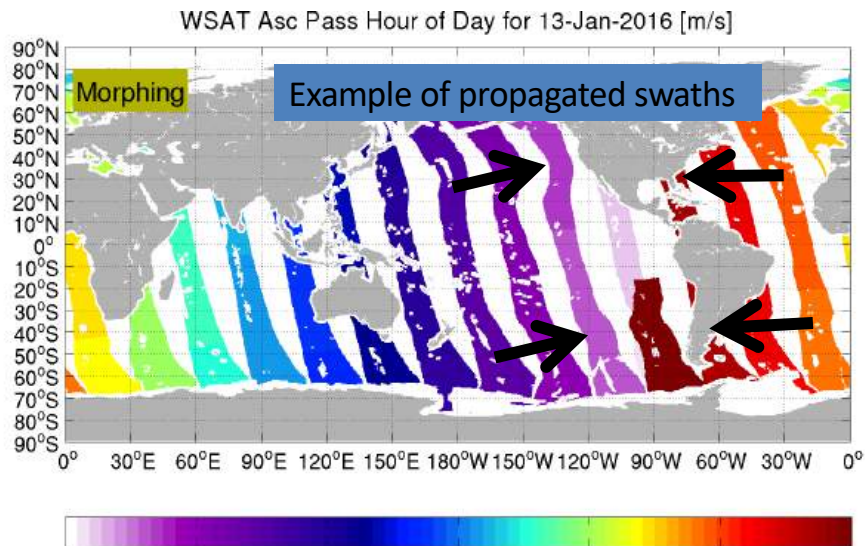 WSAT Asc Pass Hour of Day for 13-Jan-2016 [m/s]
Morphing
Example of propagated swaths
90°N
80°N
70°N
60°N
50°N
40°N
30°N
20°N
10°N
0°
10°S
20°S
30°S
40°S
50°S
60°S
70°S
80°S
90°S
0° 30°E 60°E 90°E 120°E 150°E 180°W 150°W 120°W 90°W 60°W 30°W 0°